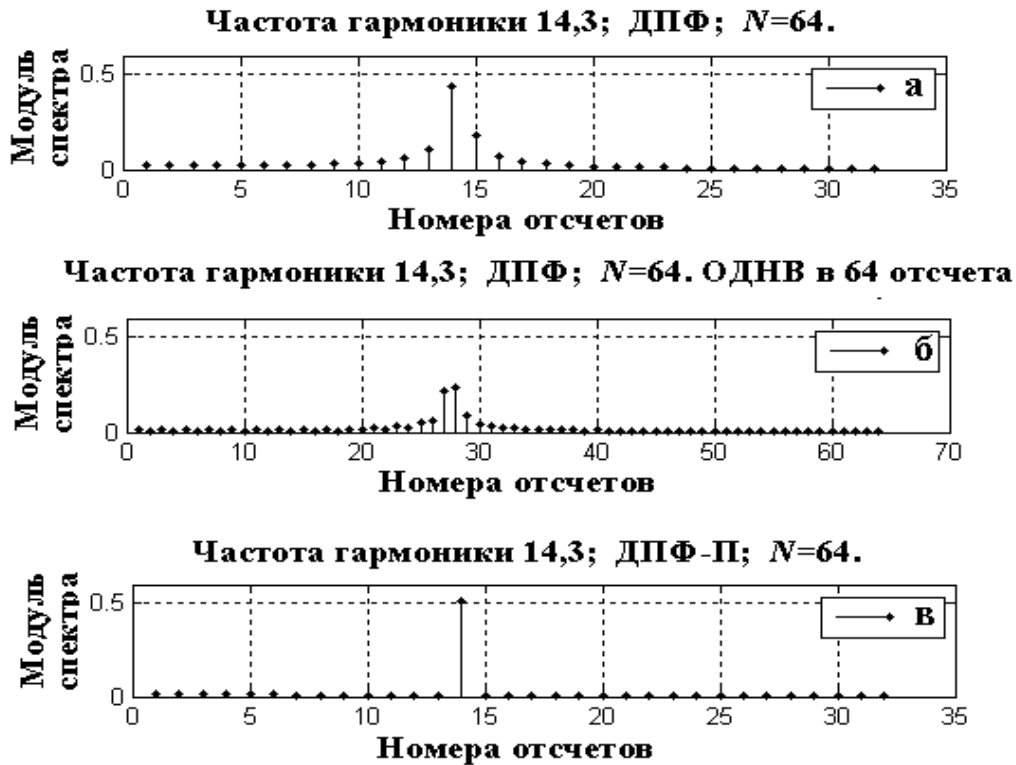 Частота гармоники 14,3; ДПФ; N=64.
Модуль
спектра
0.5
0
а
0 5 10 15 20 25 30 35
Номера отсчетов
Частота гармоники 14,3; ДПФ; N=64. ОДНВ в 64 отсчета
Модуль
спектра
0.5
0
б
0 10 20 30 40 50 60 70
Номера отсчетов
Частота гармоники 14,3; ДПФ-П; N=64.
Модуль
спектра
0.5
0
в
0 5 10 15 20 25 30 35
Номера отсчетов